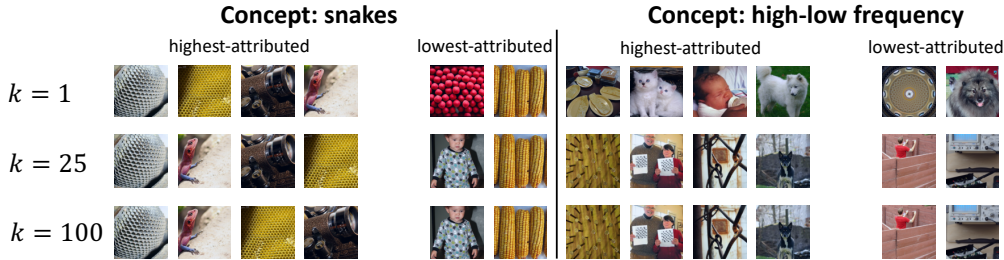 Concept: snakes
Concept: high-low frequency
highest-attributed
lowest-attributed
highest-attributed
lowest-attributed
k = 1
k = 25
k = 100